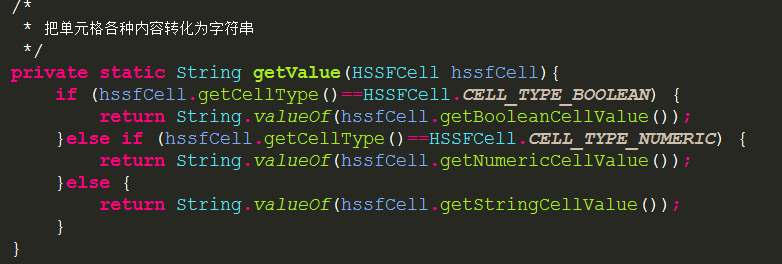 /*
 * 把单元格各种内容转化为字符串
 */
private static String getValue(HSSFCell hssfCell){
    if (hssfCell.getCellType()==HSSFCell.CELL_TYPE_BOOLEAN) {
        return String.valueOf(hssfCell.getBooleanCellValue());
    }else if (hssfCell.getCellType()==HSSFCell.CELL_TYPE_NUMERIC) {
        return String.valueOf(hssfCell.getNumericCellValue());
    }else {
        return String.valueOf(hssfCell.getStringCellValue());
    }
}